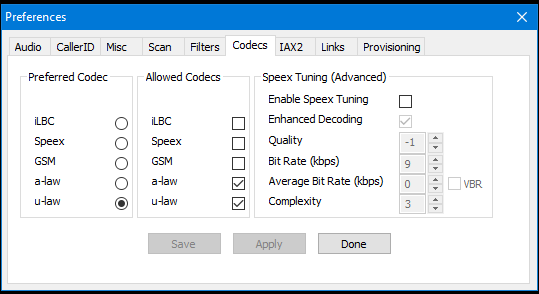 Preferences
Audio CallerID Misc Scan Filters Codecs IAX2 Links Provisioning
Preferred Codec
iLBC
Speex
GSM
a-law
u-law
Allowed Codecs
iLBC
Speex
GSM
a-law
u-law
Speex Tuning (Advanced)
Enable Speex Tuning
Enhanced Decoding
Quality -1
Bit Rate (kbps) 9
Average Bit Rate (kbps) 0 VBR
Complexity 3
Save Apply Done